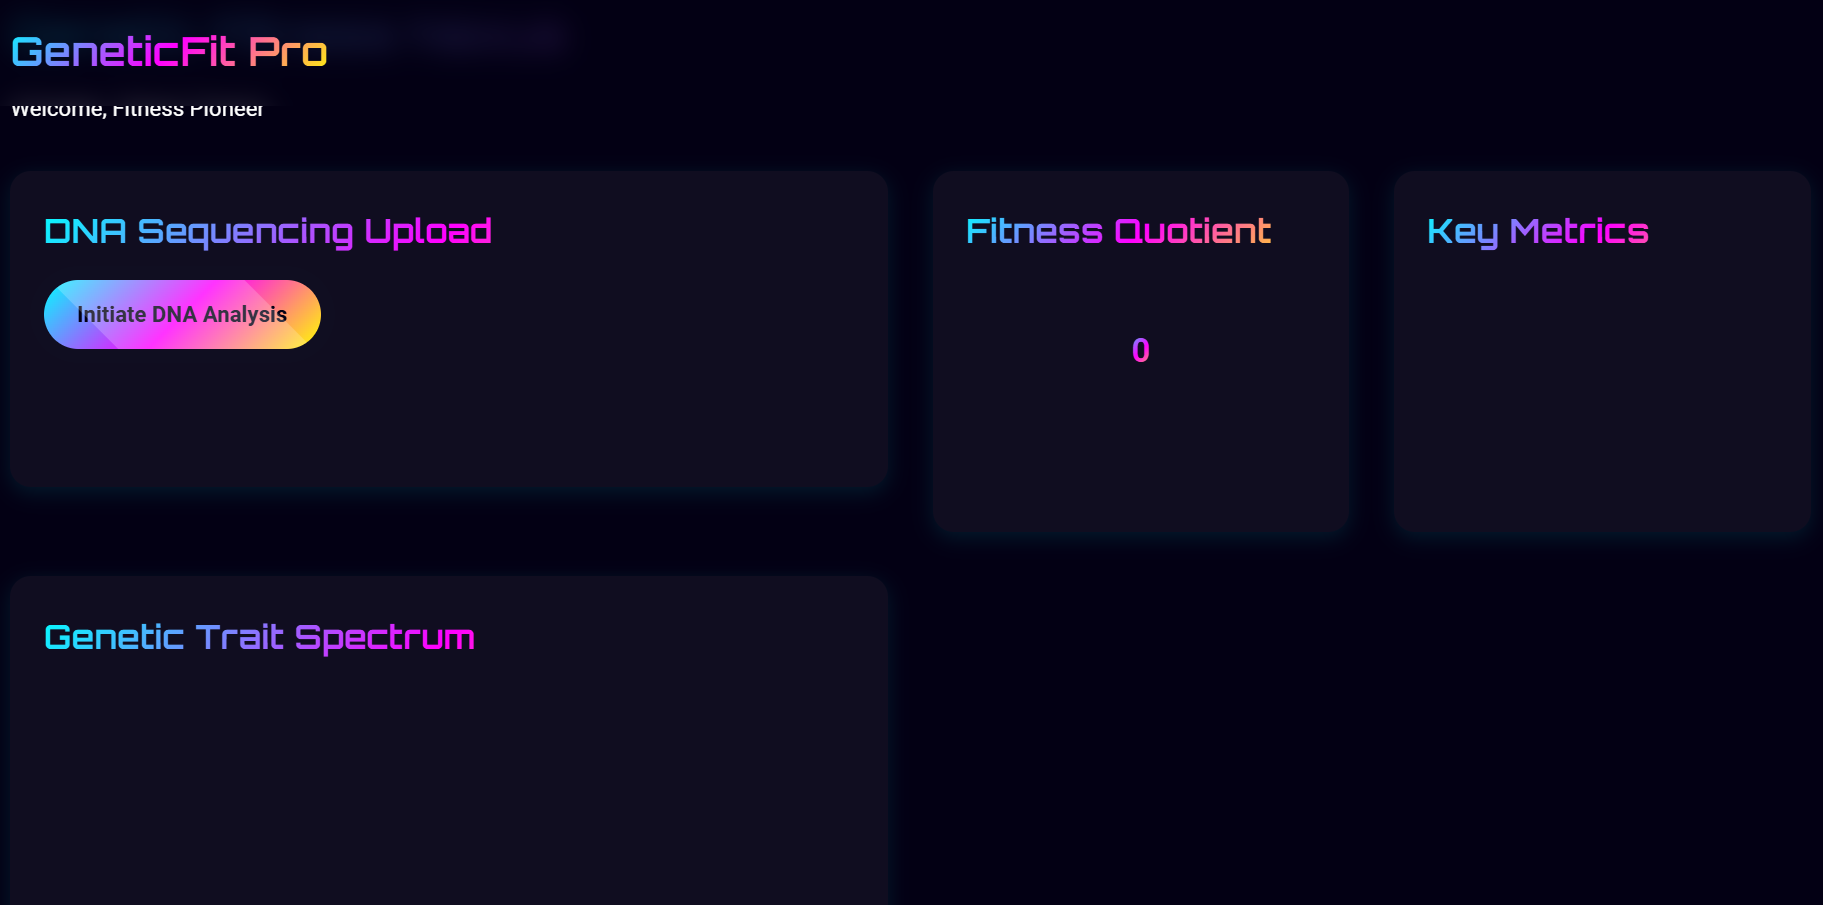 GeneticFit Pro
Welcome, Fitness Pioneer
DNA Sequencing Upload
Initiate DNA Analysis
Fitness Quotient
0
Key Metrics
Genetic Trait Spectrum